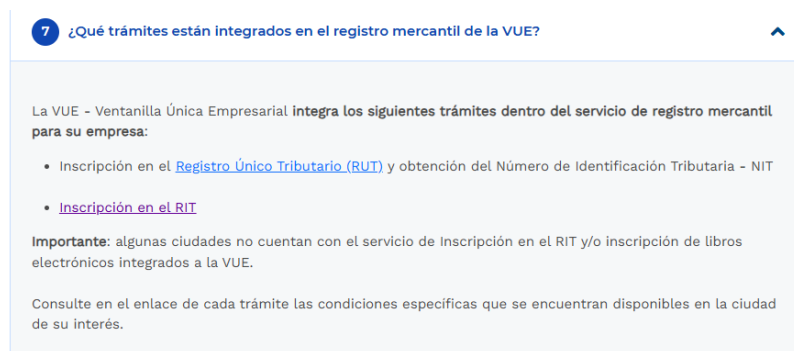 7 ¿Qué trámites están integrados en el registro mercantil de la VUE?
La VUE - Ventanilla Única Empresarial integra los siguientes trámites dentro del servicio de registro mercantil
para su empresa:
• Inscripción en el Registro Único Tributario (RUT) y obtención del Número de Identificación Tributaria - NIT
• Inscripción en el RIT
Importante: algunas ciudades no cuentan con el servicio de Inscripción en el RIT y/o inscripción de libros
electrónicos integrados a la VUE.
Consulte en el enlace de cada trámite las condiciones específicas que se encuentran disponibles en la ciudad
de su interés.